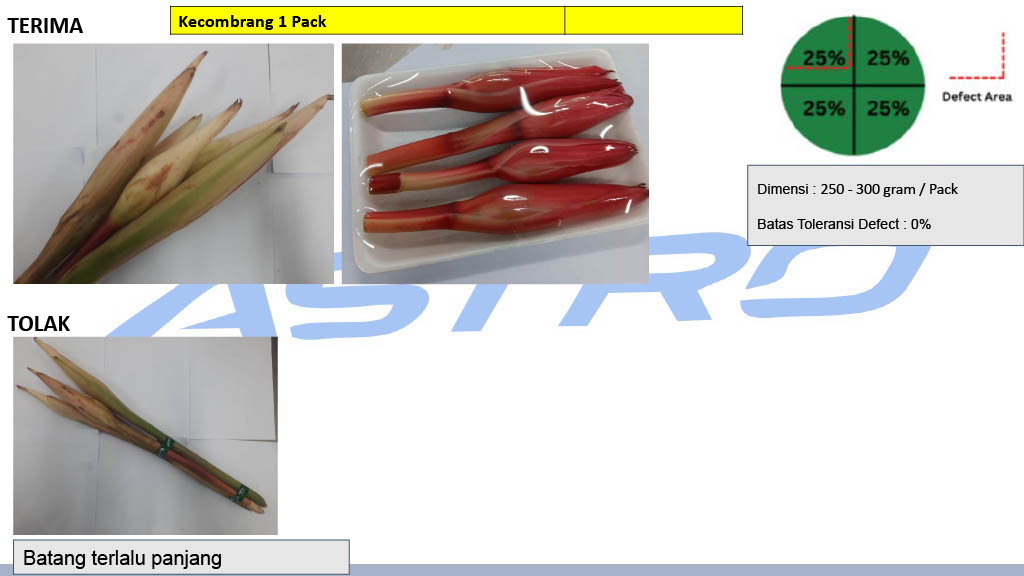 TERIMA
Kecombrang 1 Pack
25%
25%
25%
25%
Defect Area
Dimensi : 250 - 300 gram / Pack
Batas Toleransi Defect : 0%
ASTRO
TOLAK
Batang terlalu panjang